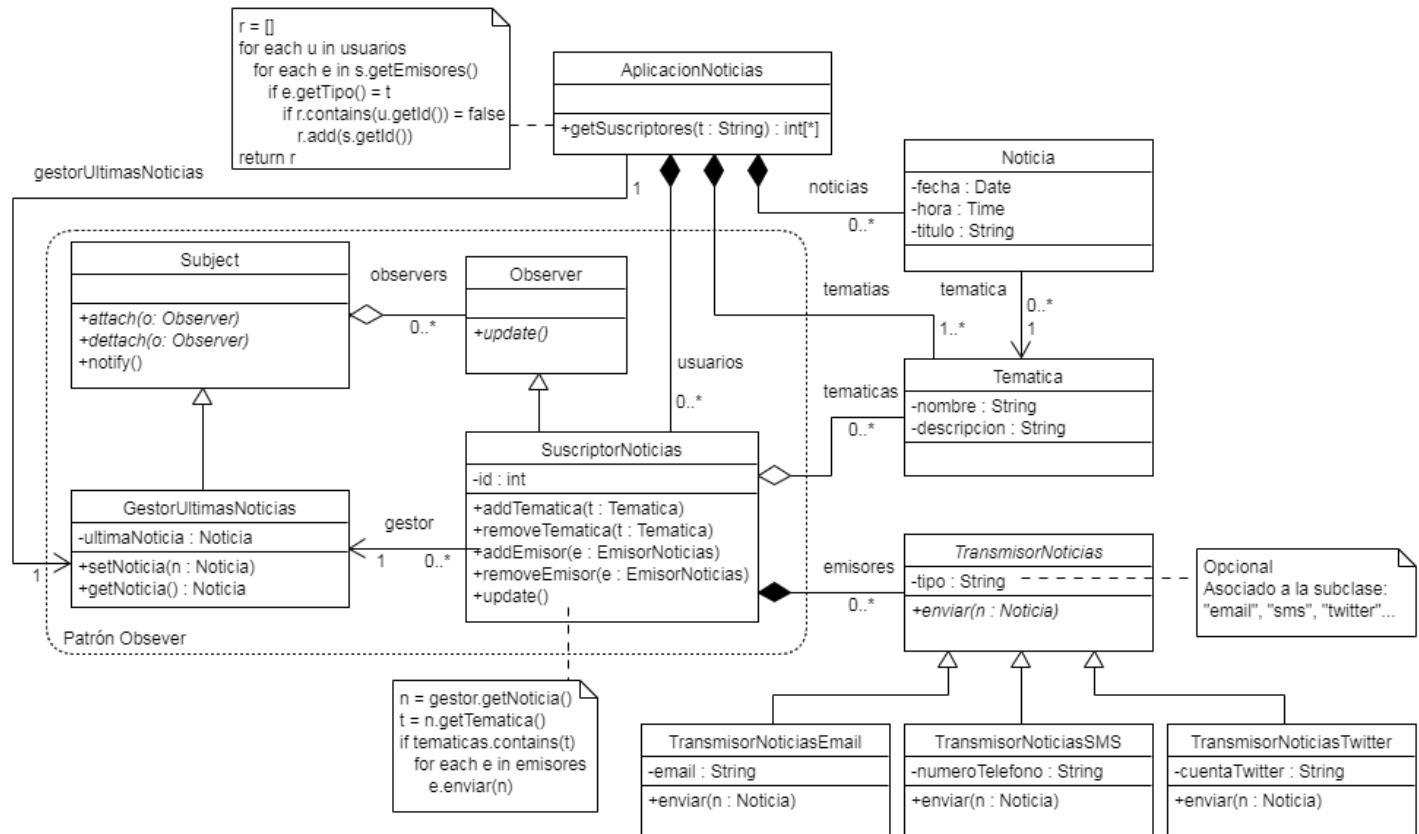 r = []
for each u in usuarios
for each e in s.getEmisores()
if e.getTipo() = t
if r.contains(u.getId()) = false
r.add(s.getId())
return r
AplicacionNoticias
+getSuscriptores(t : String) : int[*]
gestorUltimasNoticias
1
noticias
0..*
Noticia
-fecha : Date
-hora : Time
-titulo : String
Subject
+attach(o: Observer)
+dettach(o: Observer)
+notify()
observers
0..*
Observer
+update()
usuarios
0..*
tematias
1..*
tematica
0..*
1
Tematica
-nombre : String
-descripcion : String
tematicas
0..*
SuscriptorNoticias
-id : int
+addTematica(t : Tematica)
+removeTematica(t : Tematica)
+addEmisor(e : EmisorNoticias)
+removeEmisor(e : EmisorNoticias)
+update()
GestorUltimasNoticias
-ultimaNoticia : Noticia
+setNoticia(n : Noticia)
+getNoticia() : Noticia
1
gestor
1
0..*
Patrón Obsever
emisores
0..*
TransmisorNoticias
-tipo : String
+enviar(n : Noticia)
Opcional
Asociado a la subclase:
"email", "sms", "twitter"...
n = gestor.getNoticia()
t = n.getTematica()
if tematicas.contains(t)
for each e in emisores
e.enviar(n)
TransmisorNoticiasEmail
-email : String
+enviar(n : Noticia)
TransmisorNoticiasSMS
-numeroTelefono : String
+enviar(n : Noticia)
TransmisorNoticiasTwitter
-cuentaTwitter : String
+enviar(n : Noticia)